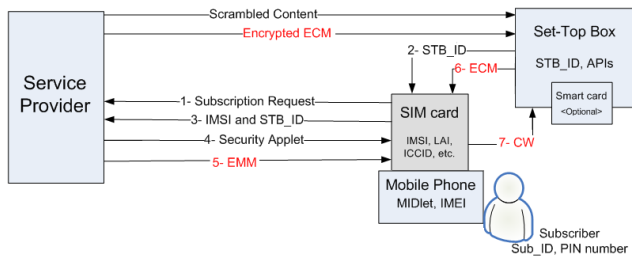 Scrambled Content
Encrypted ECM
Set-Top Box
2- STB_ID
STB_ID, APIs
6- ECM
Service
Provider
Smart card
<Optional>
1- Subscription Request
SIM card
3- IMSI and STB_ID
4- Security Applet
IMSI, LAI,
ICCID, etc.
7- CW
5- EMM
Mobile Phone
MIDlet, IMEI
Subscriber
Sub_ID, PIN number